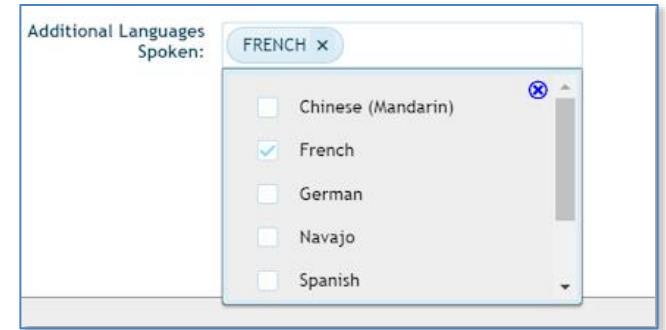 Additional Languages
Spoken:
FRENCH ×
Chinese (Mandarin)
French
German
Navajo
Spanish